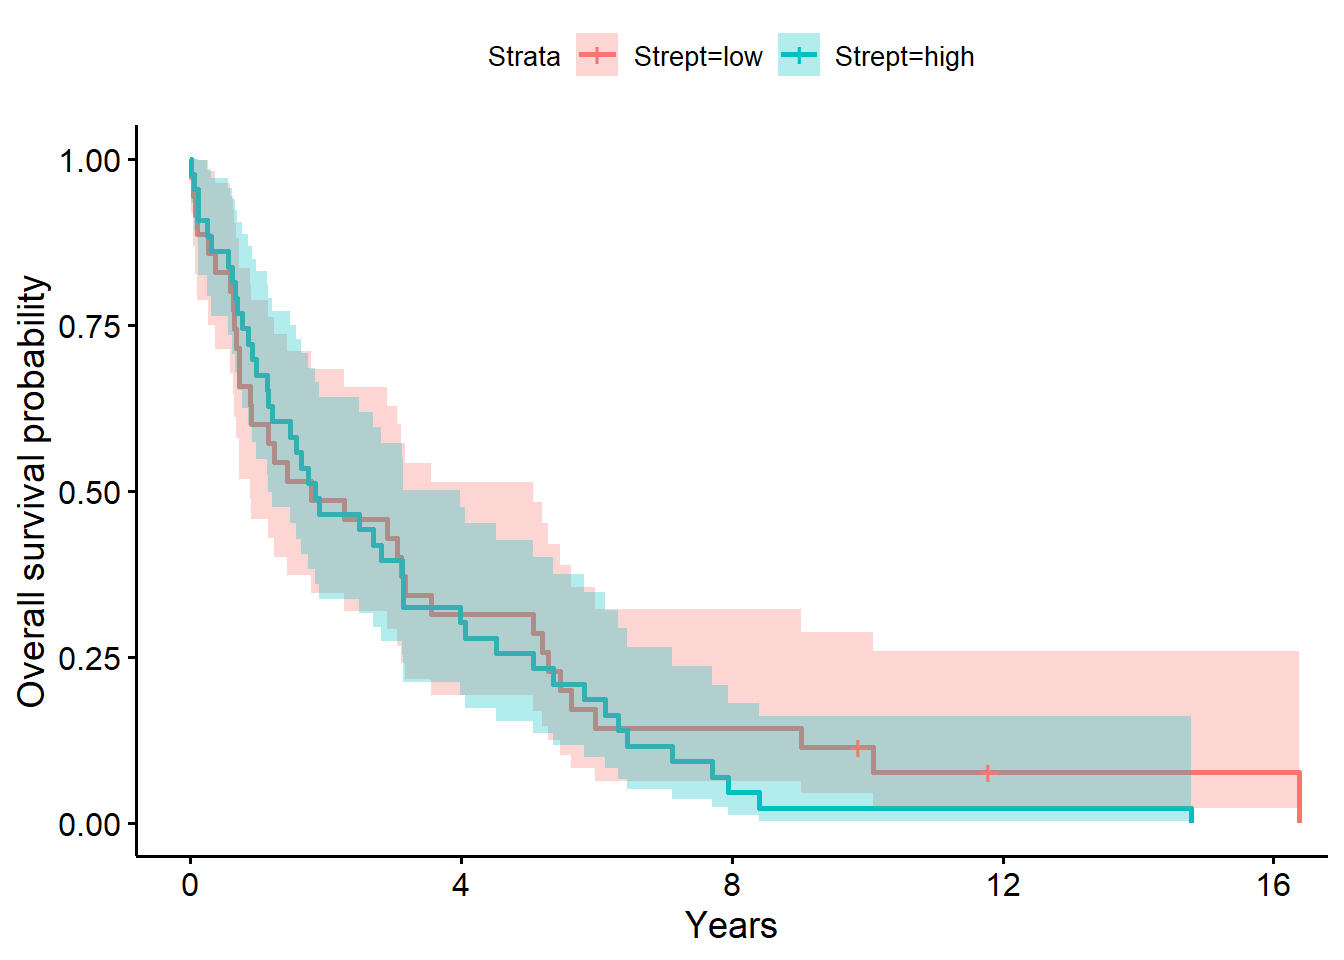 Strata Strept=low Strept=high
Overall survival probability
1.00
0.75
0.50
0.25
0.00
0 4 8 12 16
Years